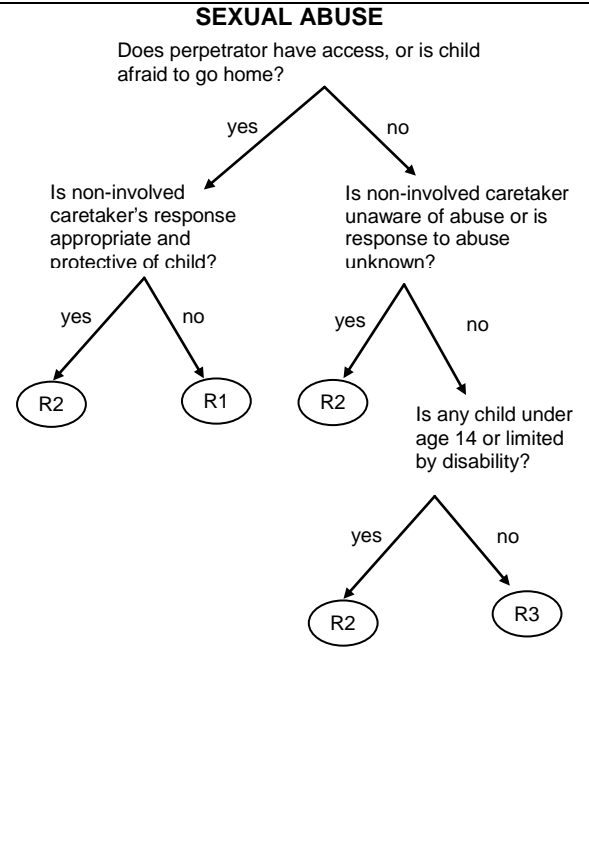 SEXUAL ABUSE
Does perpetrator have access, or is child
afraid to go home?
yes
no
Is non-involved
caretaker's response
appropriate and
protective of child?
Is non-involved caretaker
unaware of abuse or is
response to abuse
unknown?
yes
no
yes
no
R2
R1
R2
Is any child under
age 14 or limited
by disability?
yes
no
R2
R3